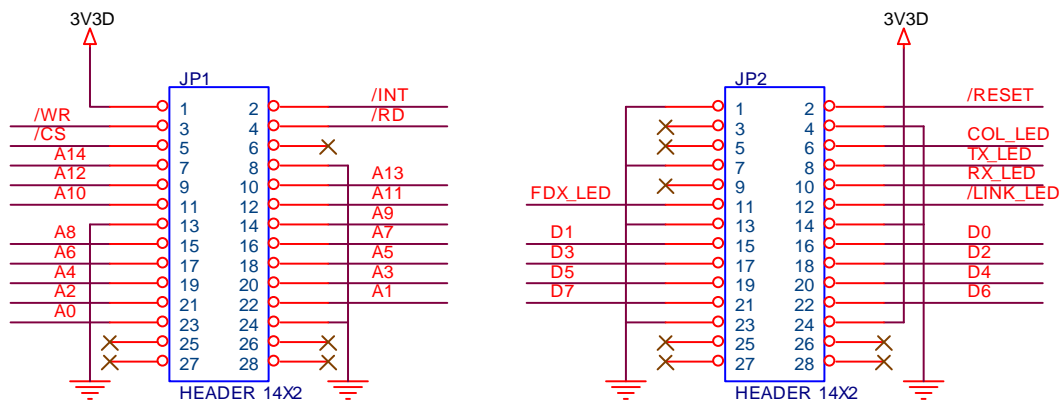 3V3D 3V3D
JP1 JP2
1 2 /INT 1 2 /RESET
/WR 3 4 /RD 3 4
/CS 5 6 5 6 COL_LED
A14 7 8 7 8 TX_LED
A12 9 10 A13 9 10 RX_LED
A10 11 12 A11 FDX_LED 11 12 /LINK_LED
13 14 A9 13 14
A8 15 16 A7 D1 15 16 D0
A6 17 18 A5 D3 17 18 D2
A4 19 20 A3 D5 19 20 D4
A2 21 22 A1 D7 21 22 D6
A0 23 24 23 24
25 26 25 26
27 28 27 28
HEADER 14X2 HEADER 14X2